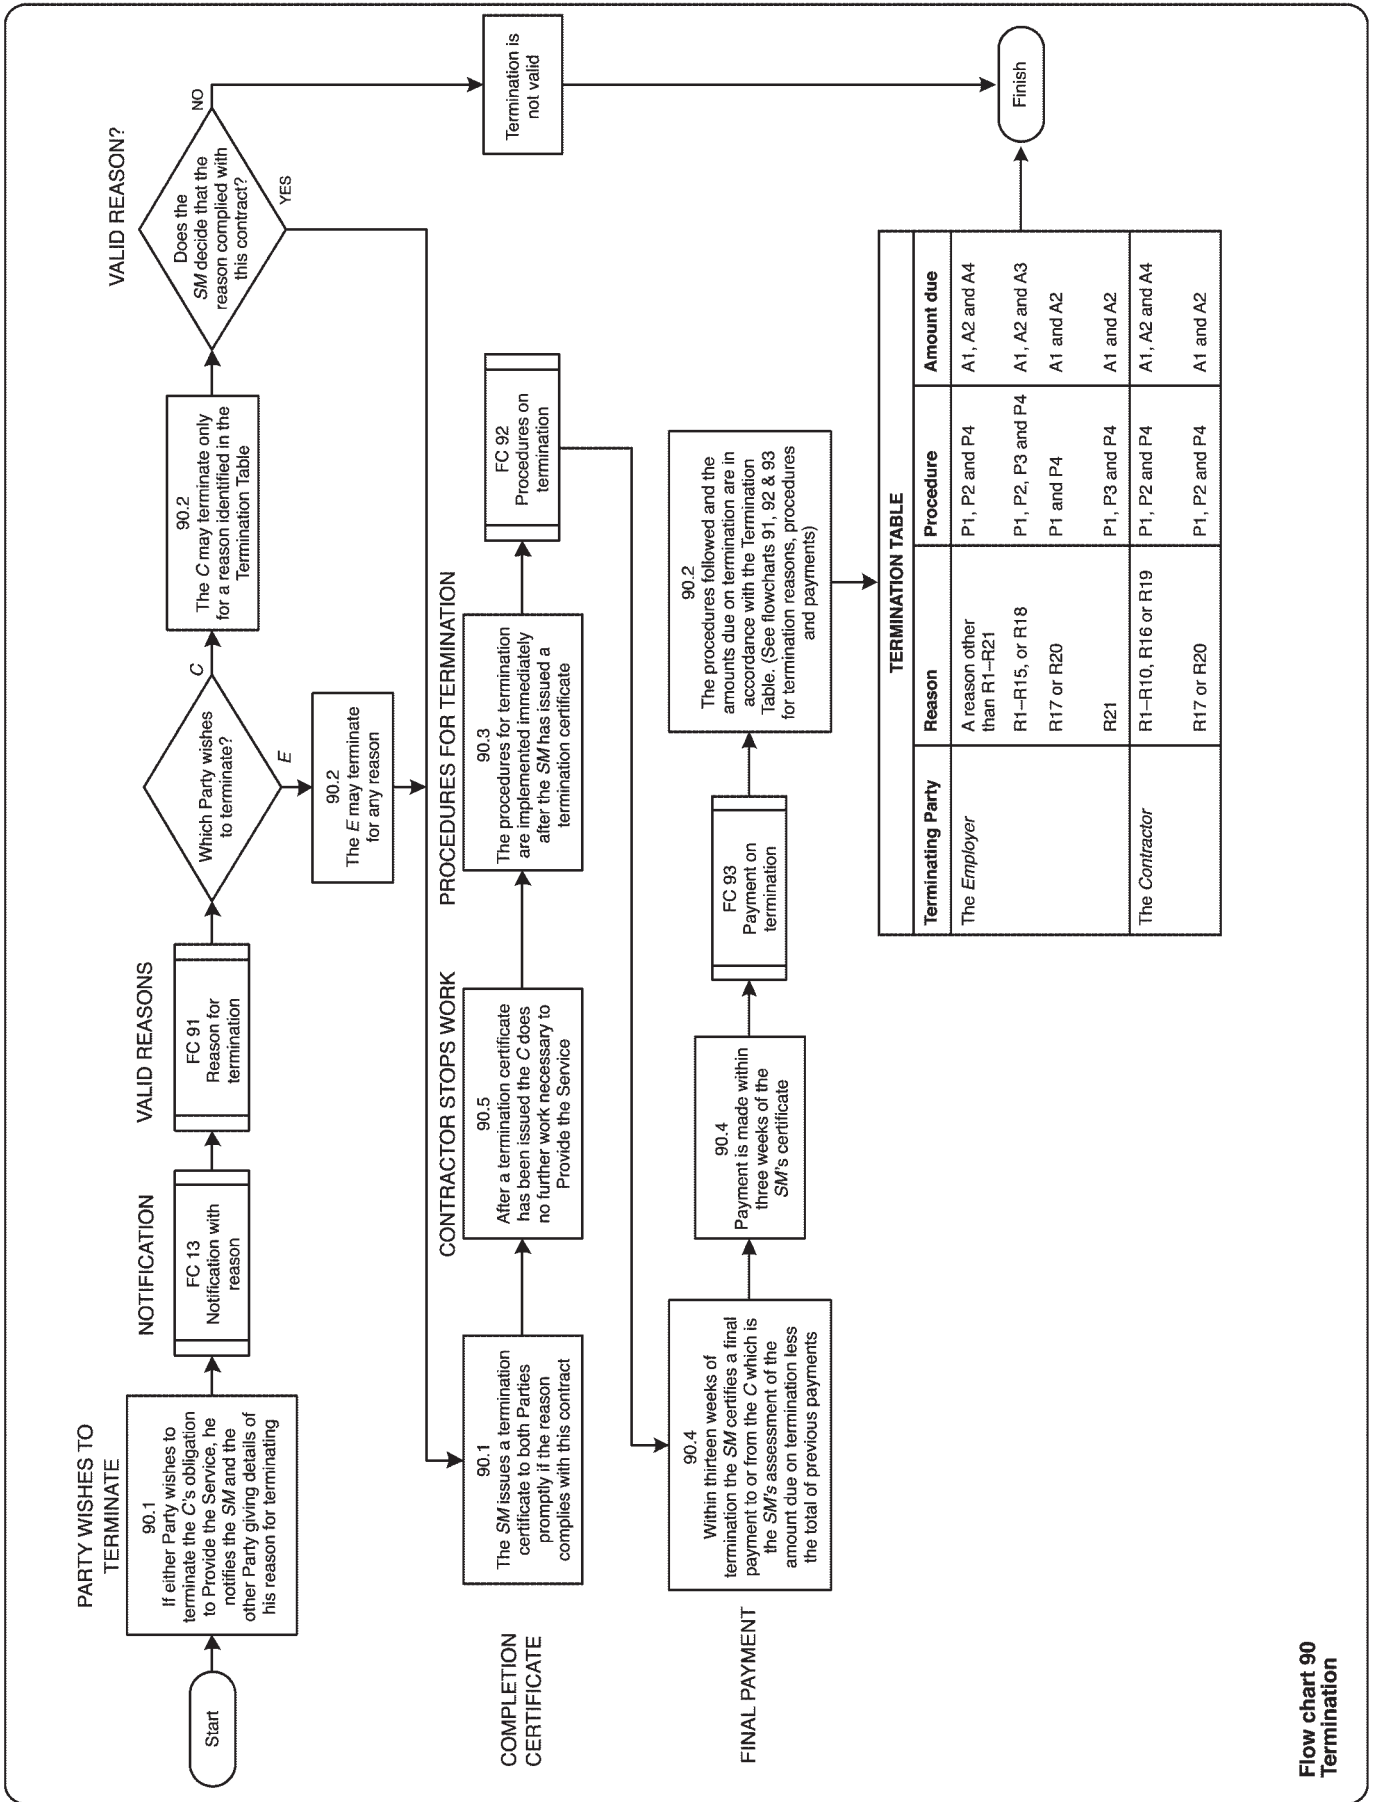 PARTY WISHES TO
TERMINATE
NOTIFICATION
VALID REASONS
VALID REASON?
Start
90.1
If either Party wishes to
terminate the C's obligation
to Provide the Service, he
notifies the SM and the
other Party giving details of
his reason for terminating
FC 13
Notification with
reason
FC 91
Reason for
termination
Which Party wishes
to terminate?
C
E
90.2
The C may terminate only
for a reason identified in the
Termination Table
Does the
SM decide that the
reason complied with
this contract?
NO
YES
90.2
The E may terminate
for any reason
COMPLETION
CERTIFICATE
CONTRACTOR STOPS WORK
PROCEDURES FOR TERMINATION
90.1
The SM issues a termination
certificate to both Parties
promptly if the reason
complies with this contract
90.5
After a termination certificate
has been issued the C does
no further work necessary to
Provide the Service
90.3
The procedures for termination
are implemented immediately
after the SM has issued a
termination certificate
FC 92
Procedures on
termination
Termination is
not valid
FINAL PAYMENT
90.4
Within thirteen weeks of
termination the SM certifies a final
payment to or from the C which is
the SM's assessment of the
amount due on termination less
the total of previous payments
90.4
Payment is made within
three weeks of the
SM's certificate
FC 93
Payment on
termination
90.2
The procedures followed and the
amounts due on termination are in
accordance with the Termination
Table. (See flowcharts 91, 92 & 93
for termination reasons, procedures
and payments)
TERMINATION TABLE
Terminating Party Reason Procedure Amount due
The Employer A reason other P1, P2 and P4 A1, A2 and A4
than R1–R21
R1–R15, or R18 P1, P2, P3 and P4 A1, A2 and A3
R17 or R20 P1 and P4 A1 and A2
R21 P1, P3 and P4 A1 and A2
The Contractor R1–R10, R16 or R19 P1, P2 and P4 A1, A2 and A4
R17 or R20 P1, P2 and P4 A1 and A2
Finish
Flow chart 90
Termination